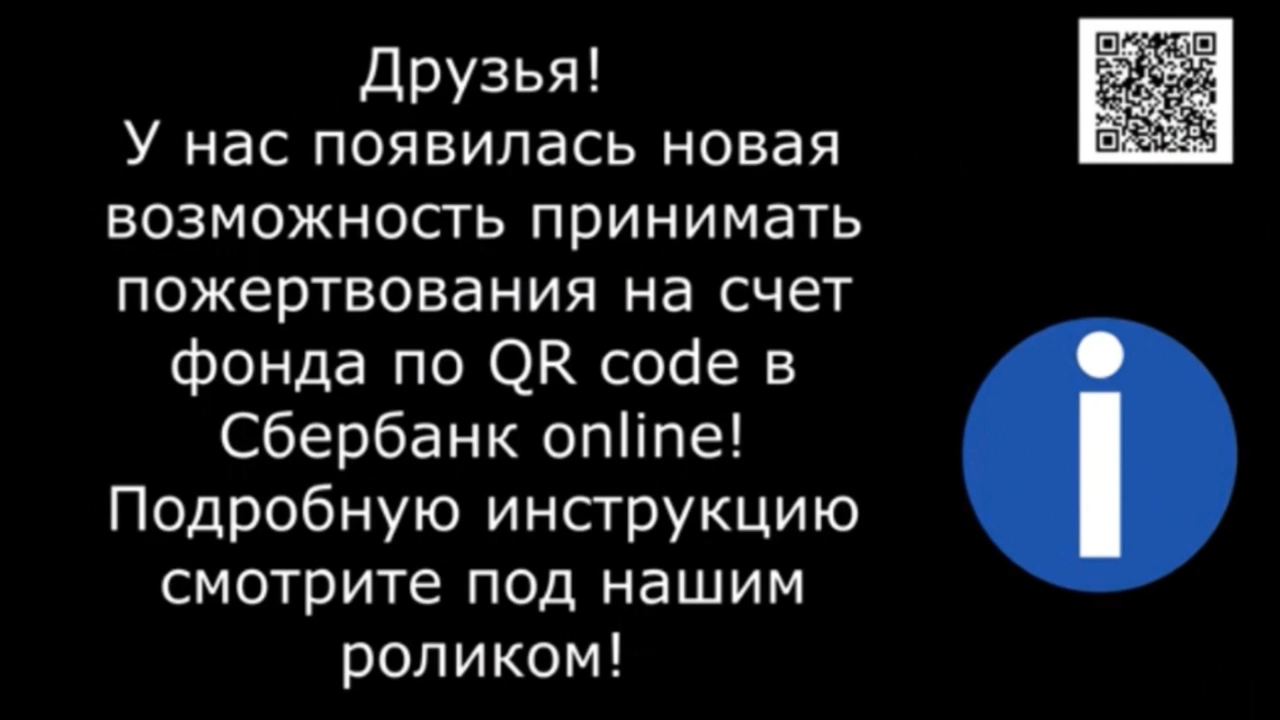 Друзья!
У нас появилась новая
возможность принимать
пожертвования на счет
фонда по QR code в
Сбербанк online!
Подробную инструкцию
смотрите под нашим
роликом!